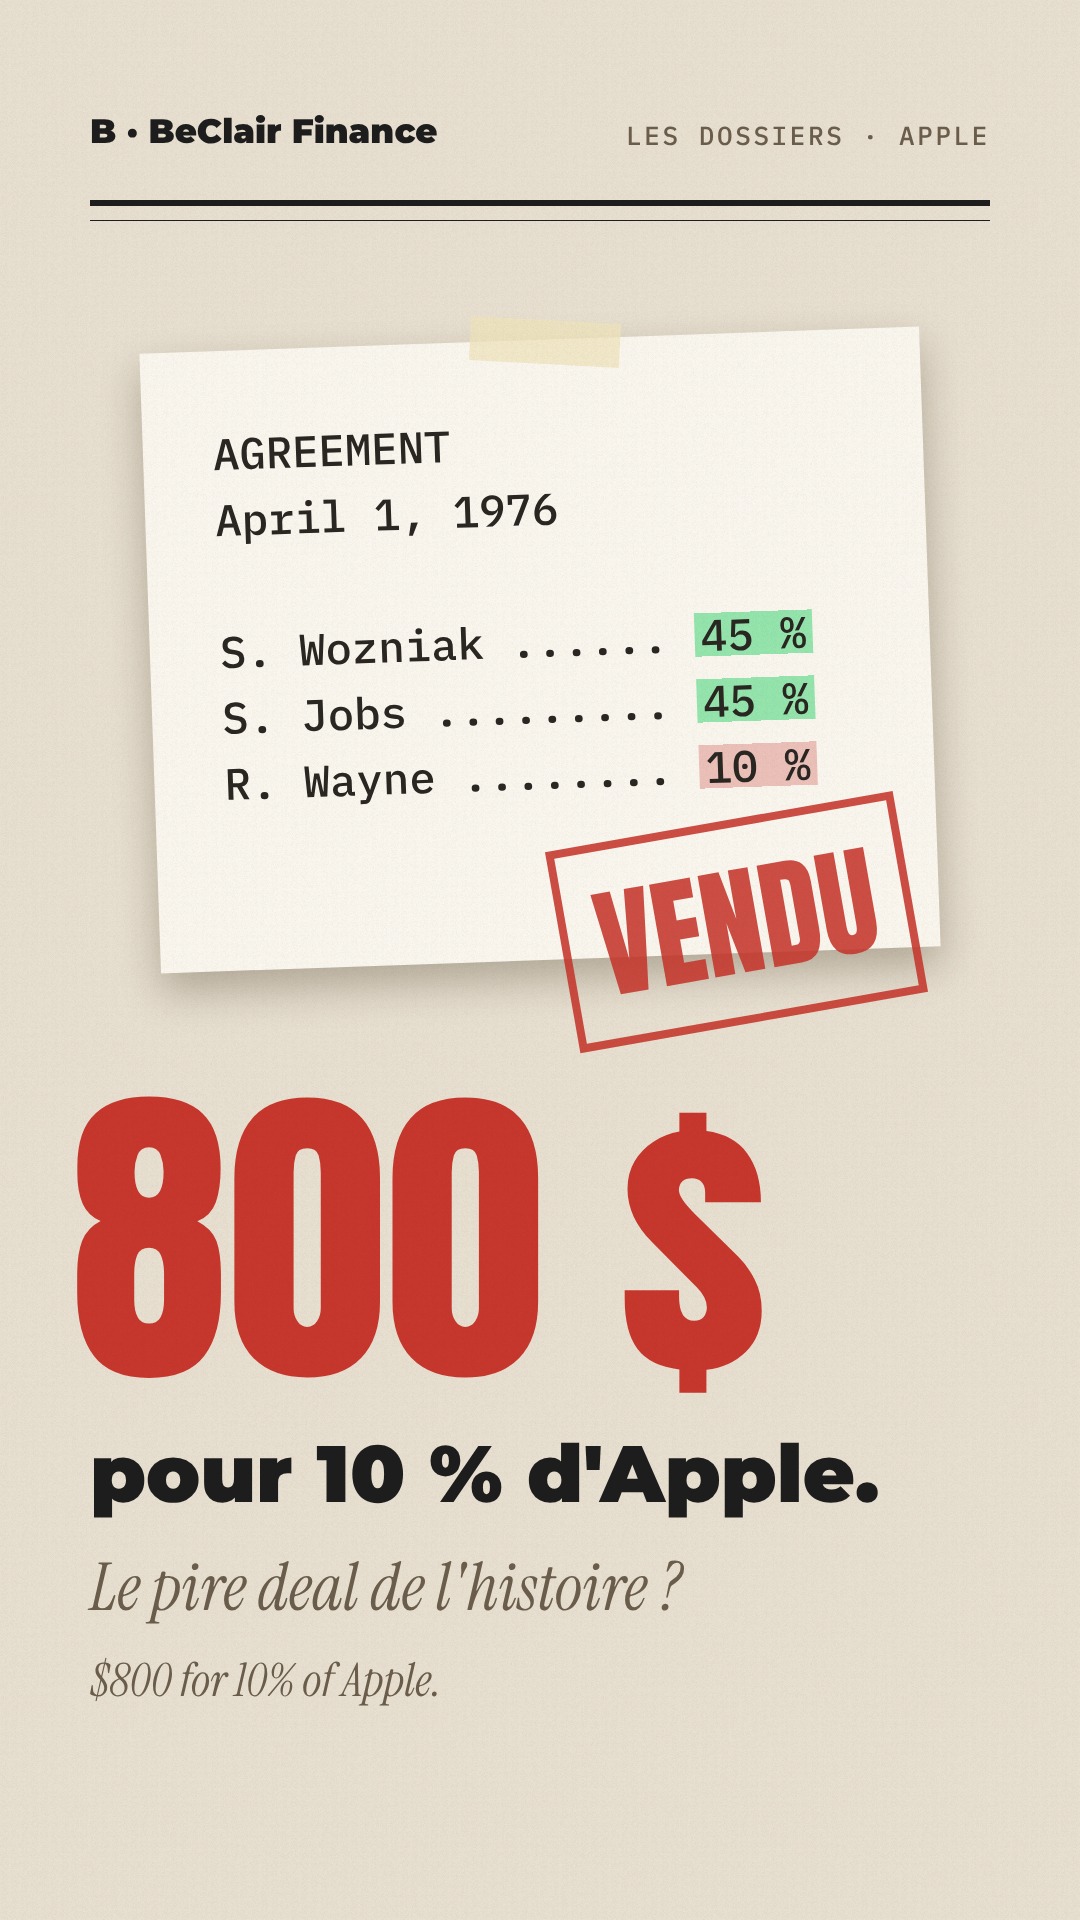 B · BeClair Finance
LES DOSSIERS · APPLE
AGREEMENT
April 1, 1976
S. Wozniak ...... 45 %
S. Jobs ......... 45 %
R. Wayne ........ 10 %
VENDU
800 $
pour 10 % d'Apple.
Le pire deal de l'histoire ?
$800 for 10% of Apple.